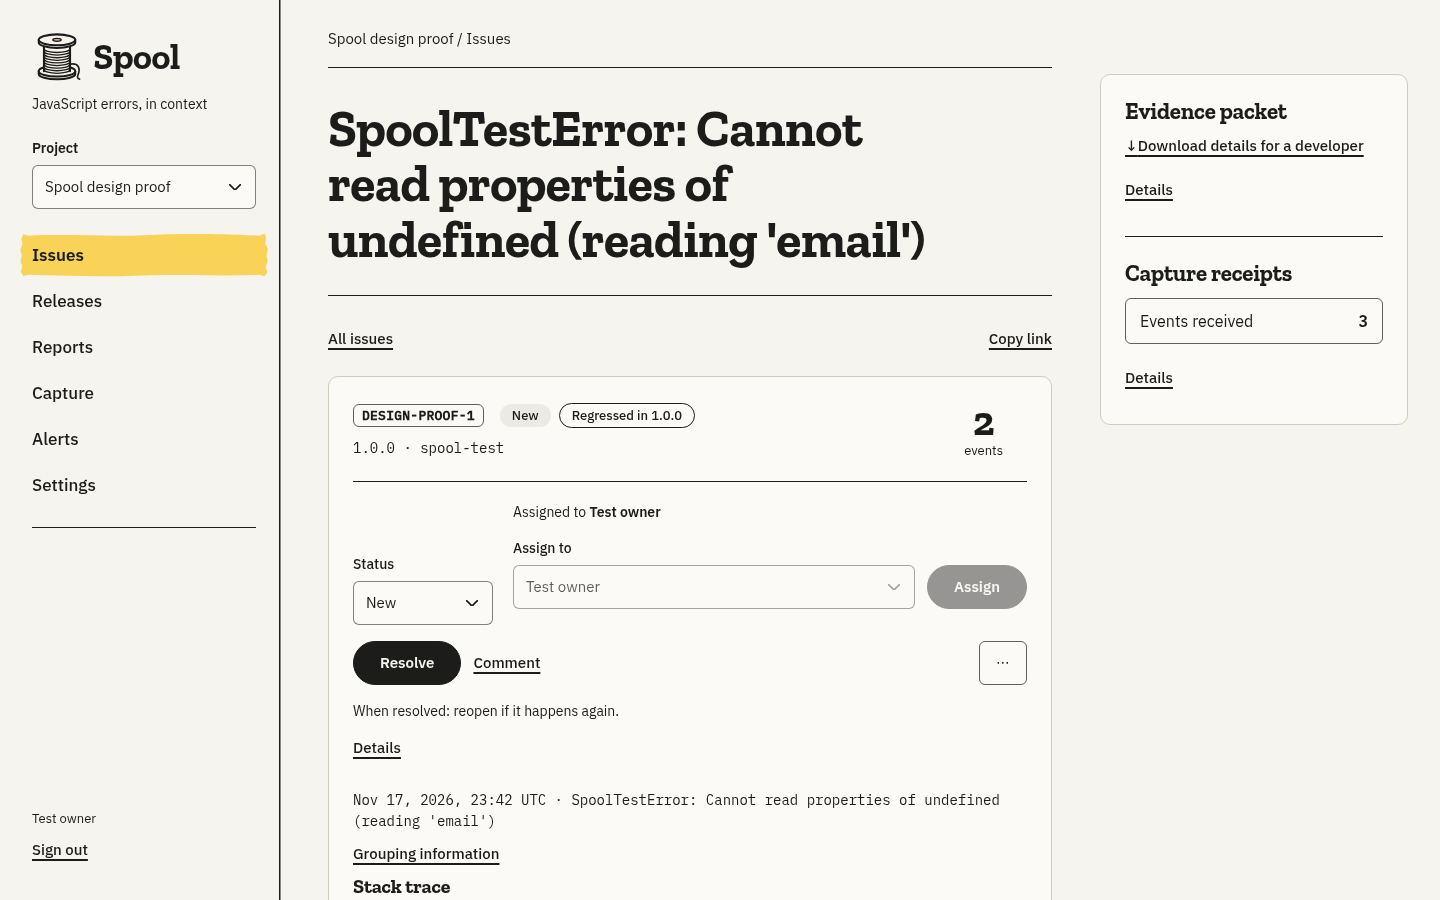 Spool
JavaScript errors, in context
Project
Spool design proof
Issues
Releases
Reports
Capture
Alerts
Settings
Test owner
Sign out
Spool design proof / Issues
SpoolTestError: Cannot
read properties of
undefined (reading 'email')
All issues
Copy link
DESIGN-PROOF-1
New
Regressed in 1.0.0
1.0.0 · spool-test
2
events
Assigned to Test owner
Status
New
Assign to
Test owner
Assign
Resolve
Comment
...
When resolved: reopen if it happens again.
Details
Nov 17, 2026, 23:42 UTC · SpoolTestError: Cannot read properties of undefined
(reading 'email')
Grouping information
Stack trace
Evidence packet
↓Download details for a developer
Details
Capture receipts
Events received 3
Details